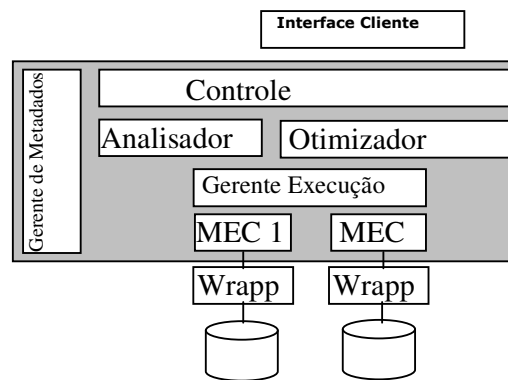 Interface Cliente
Gerente de Metadados
Controle
Analisador
Otimizador
Gerente Execução
MEC 1
MEC
Wrapp
Wrapp